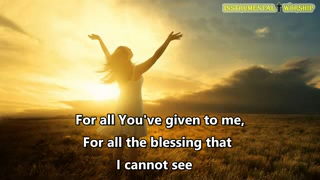 INSTRUMENTAL WORSHIP
For all You've given to me,
For all the blessing that
I cannot see